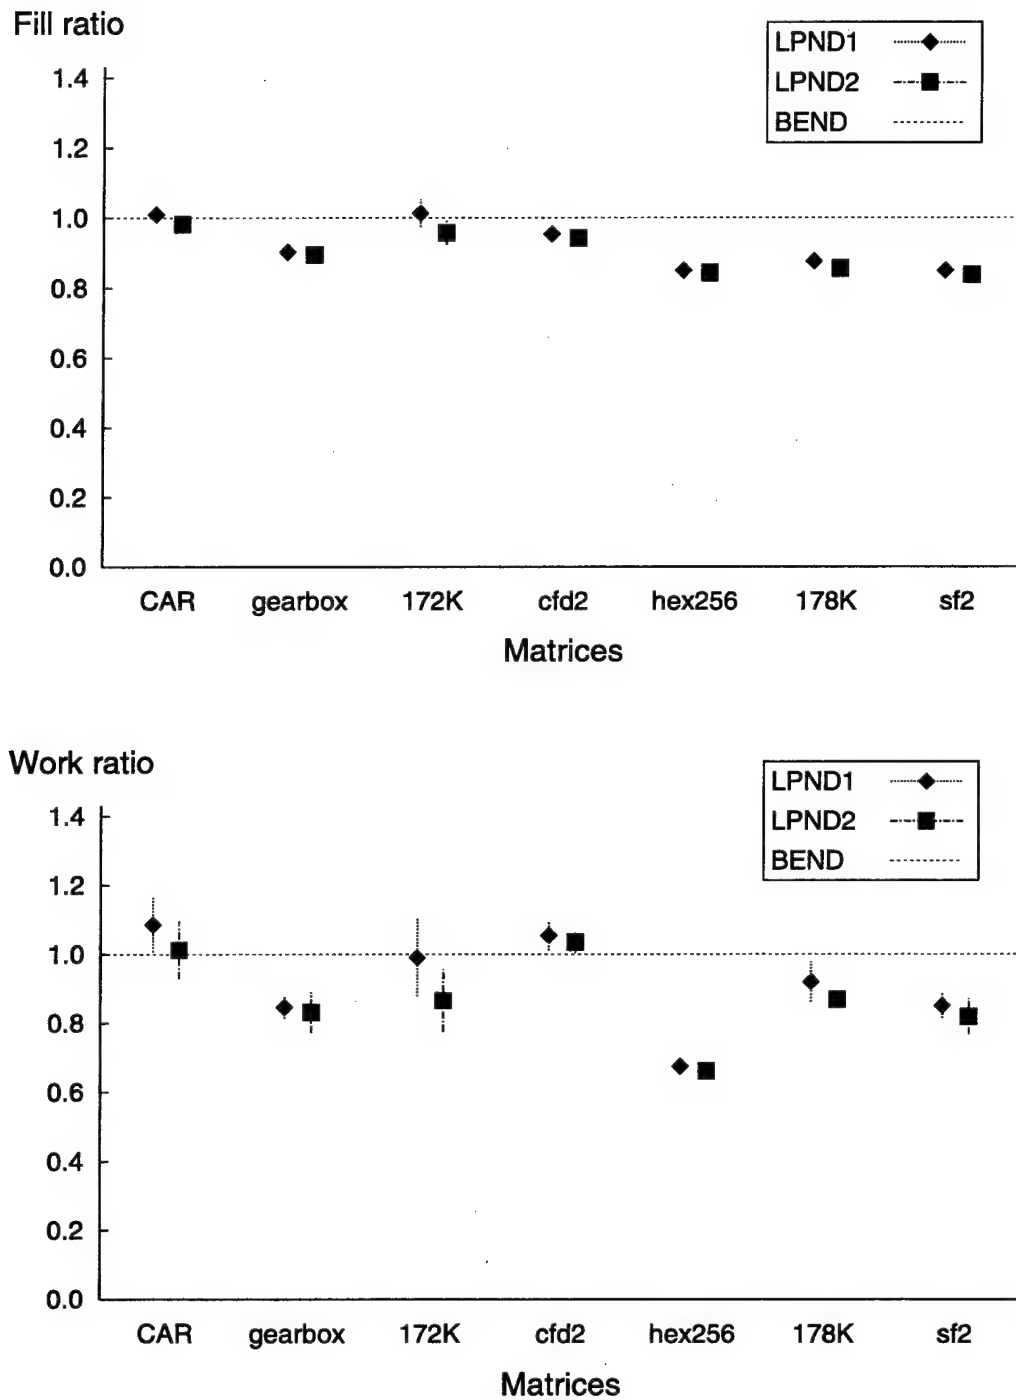 Fill ratio
LPND1
LPND2
BEND
1.4
1.2
1.0
0.8
0.6
0.4
0.2
0.0
CAR gearbox 172K cfd2 hex256 178K sf2
Matrices
Work ratio
LPND1
LPND2
BEND
1.4
1.2
1.0
0.8
0.6
0.4
0.2
0.0
CAR gearbox 172K cfd2 hex256 178K sf2
Matrices